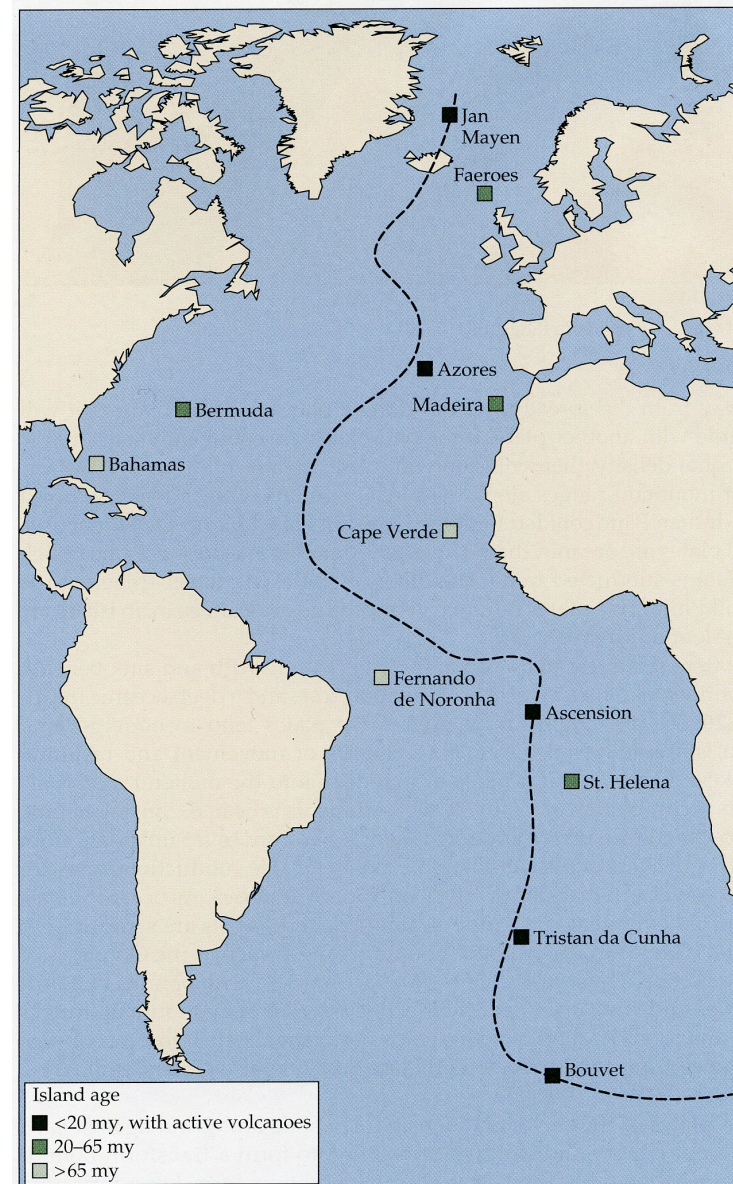 Jan
Mayen
Faeroes
Azores
Madeira
Bermuda
Bahamas
Cape Verde
Fernando
de Noronha
Ascension
St. Helena
Tristan da Cunha
Bouvet
Island age
<20 my, with active volcanoes
20–65 my
>65 my